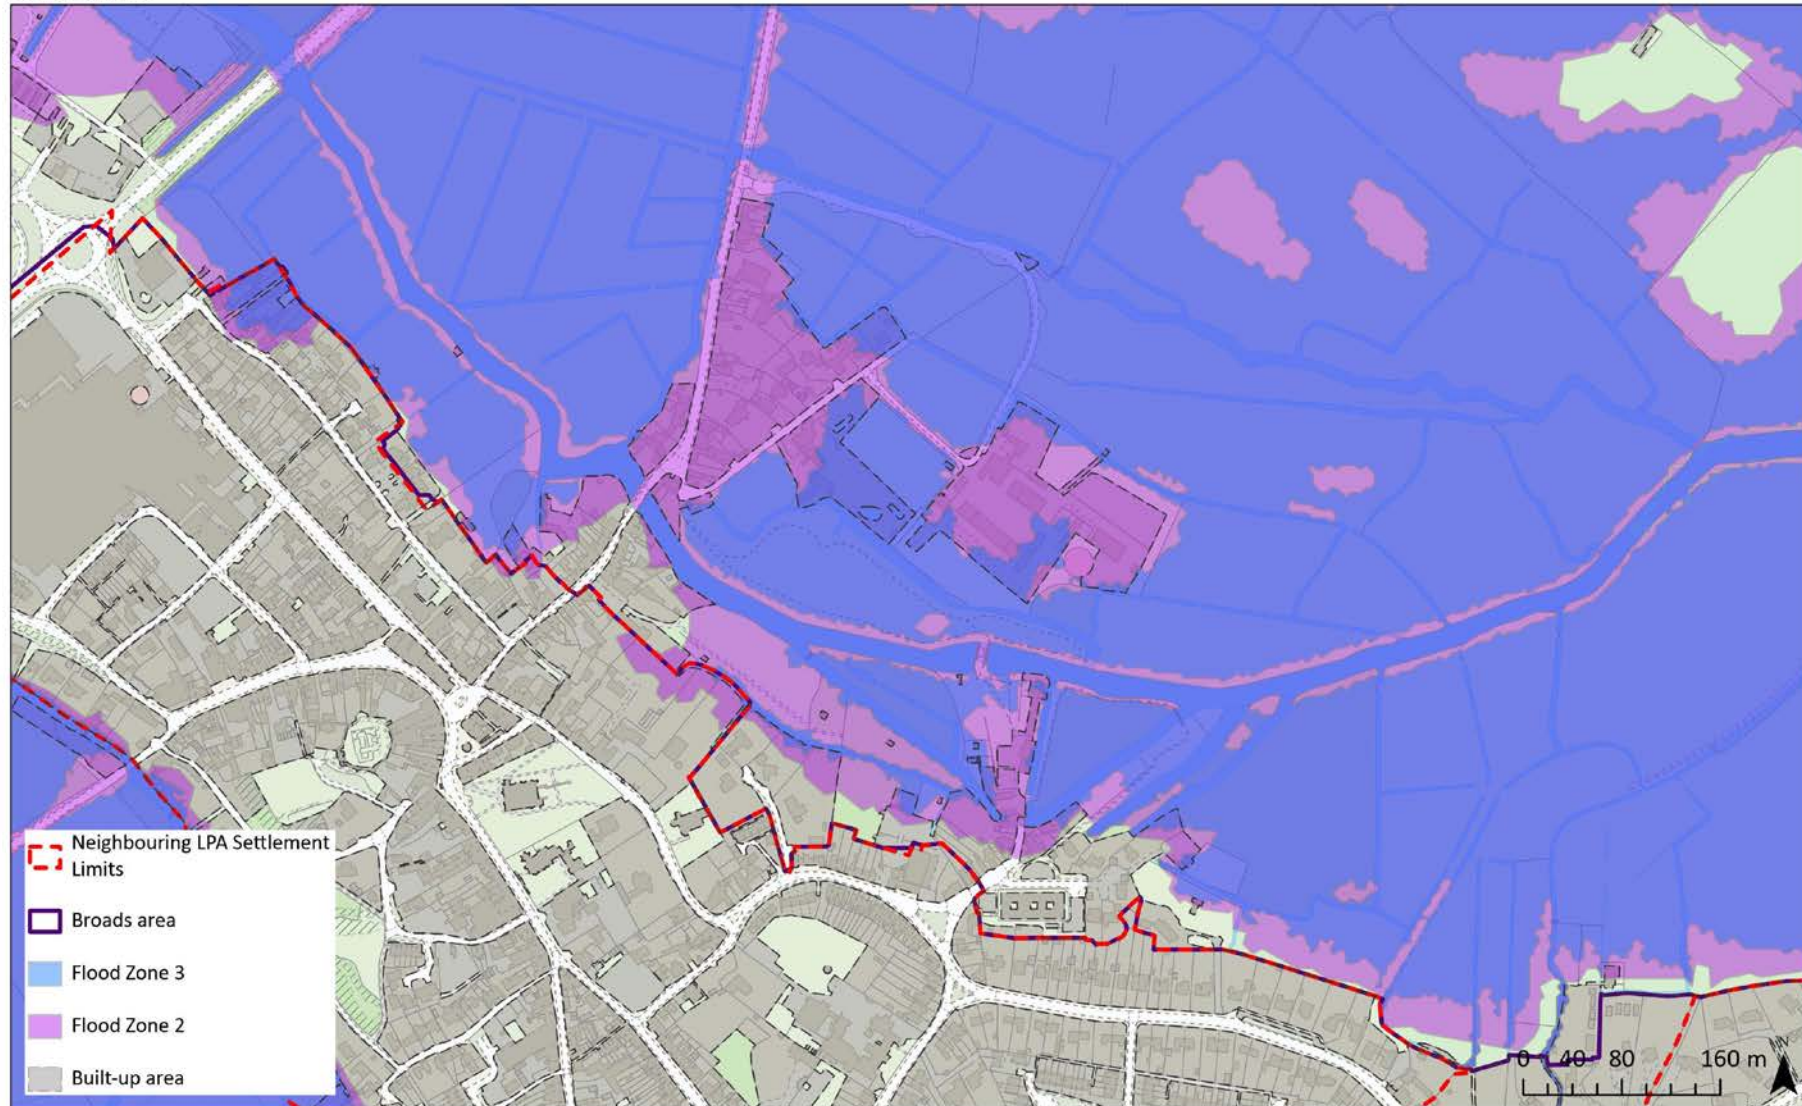 Neighbouring LPA Settlement
Limits
Broads area
Flood Zone 3
Flood Zone 2
Built-up area
0 40 80 160 m